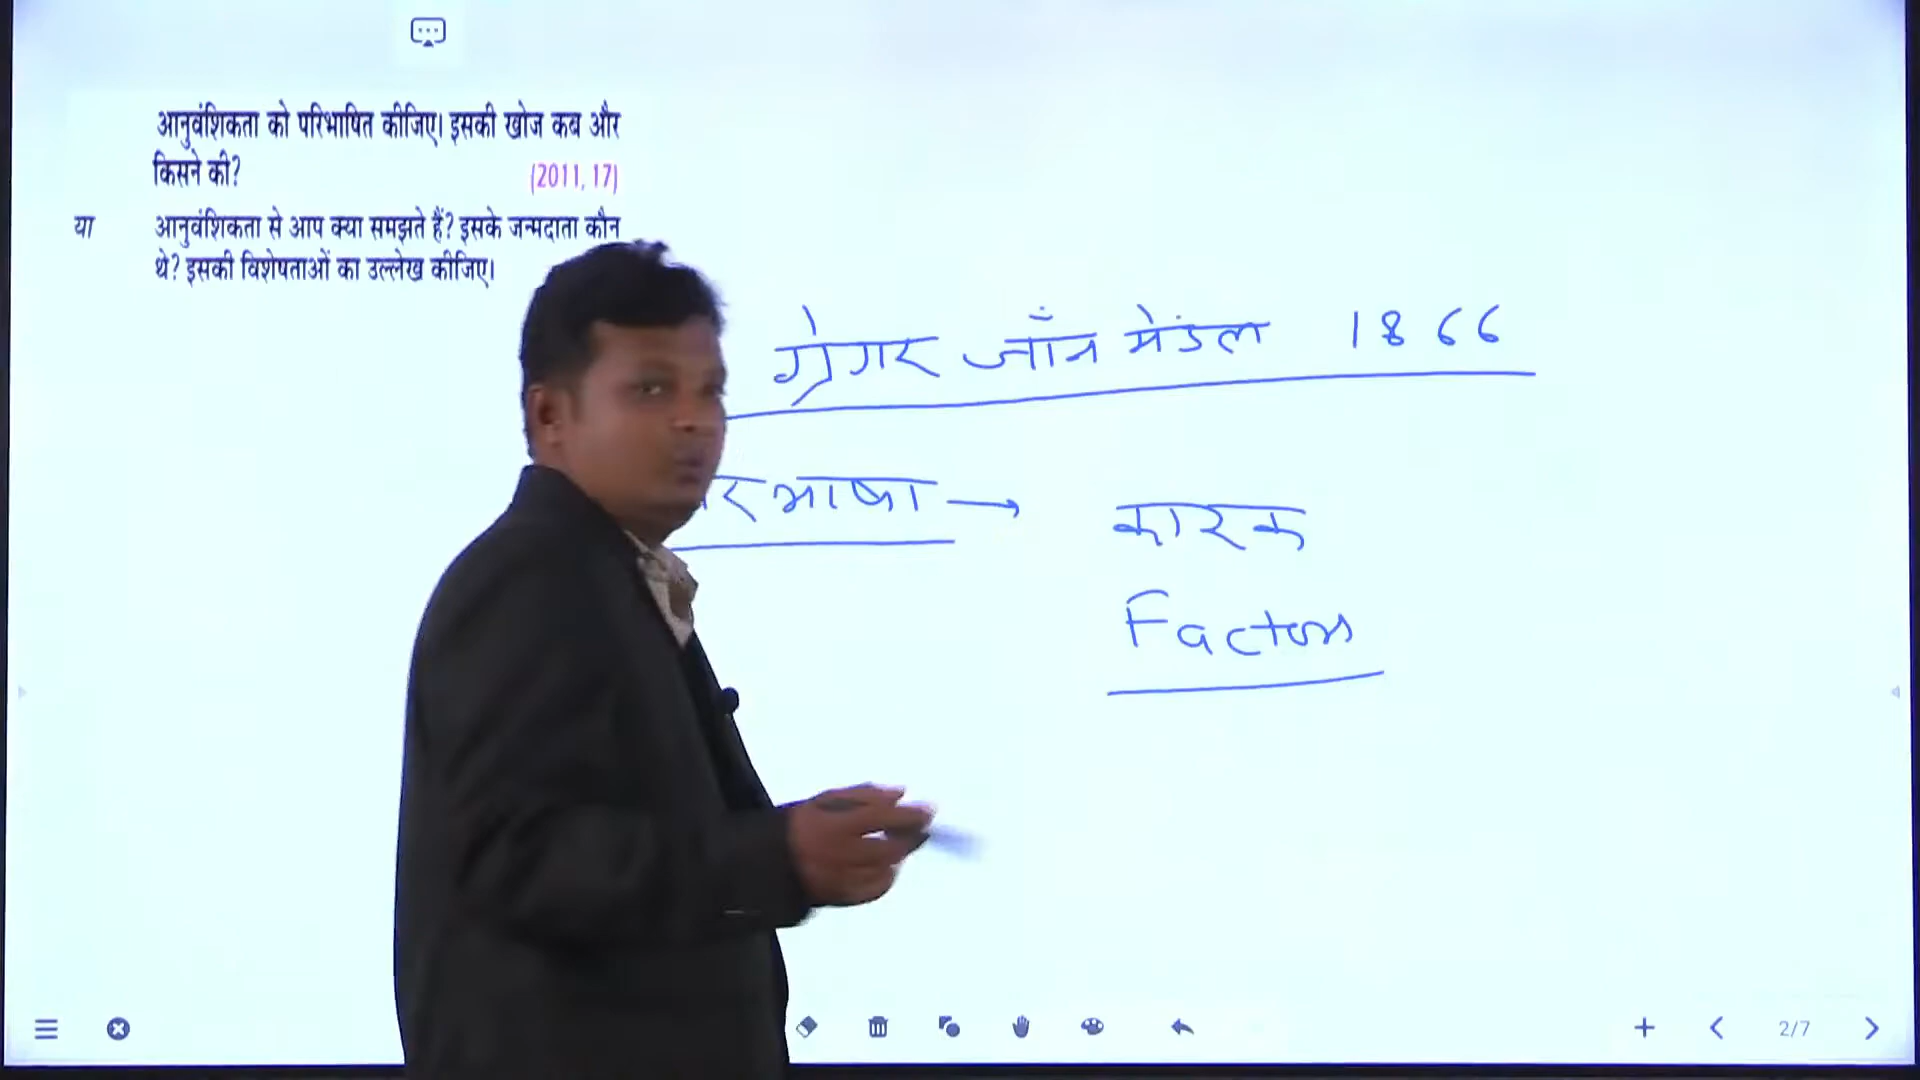 आनुवंशिकता को परिभाषित कीजिए। इसकी खोज कब और
किसने की? (2011, 17)
या आनुवंशिकता से आप क्या समझते हैं? इसके जन्मदाता कौन
थे? इसकी विशेषताओं का उल्लेख कीजिए।
ग्रेगर जॉन मेंडल 1866
रभाषा → कारक
Factors
2/7